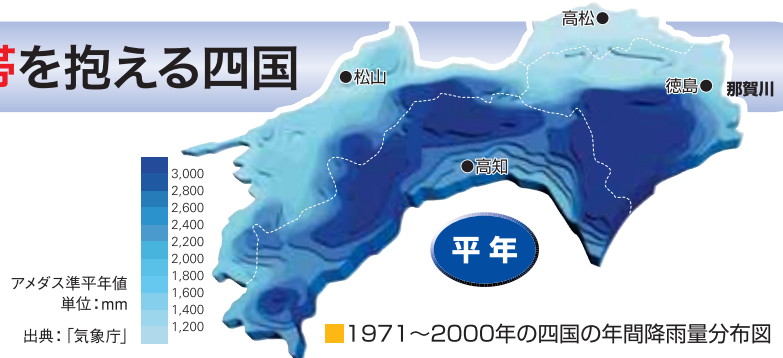 帯を抱える四国
高松
松山
徳島
那賀川
高知
平年
3,000
2,800
2,600
2,400
2,200
2,000
1,800
1,600
1,400
1,200
アメダス準平年値
単位：mm
出典：「気象庁」
1971～2000年の四国の年間降雨量分布図